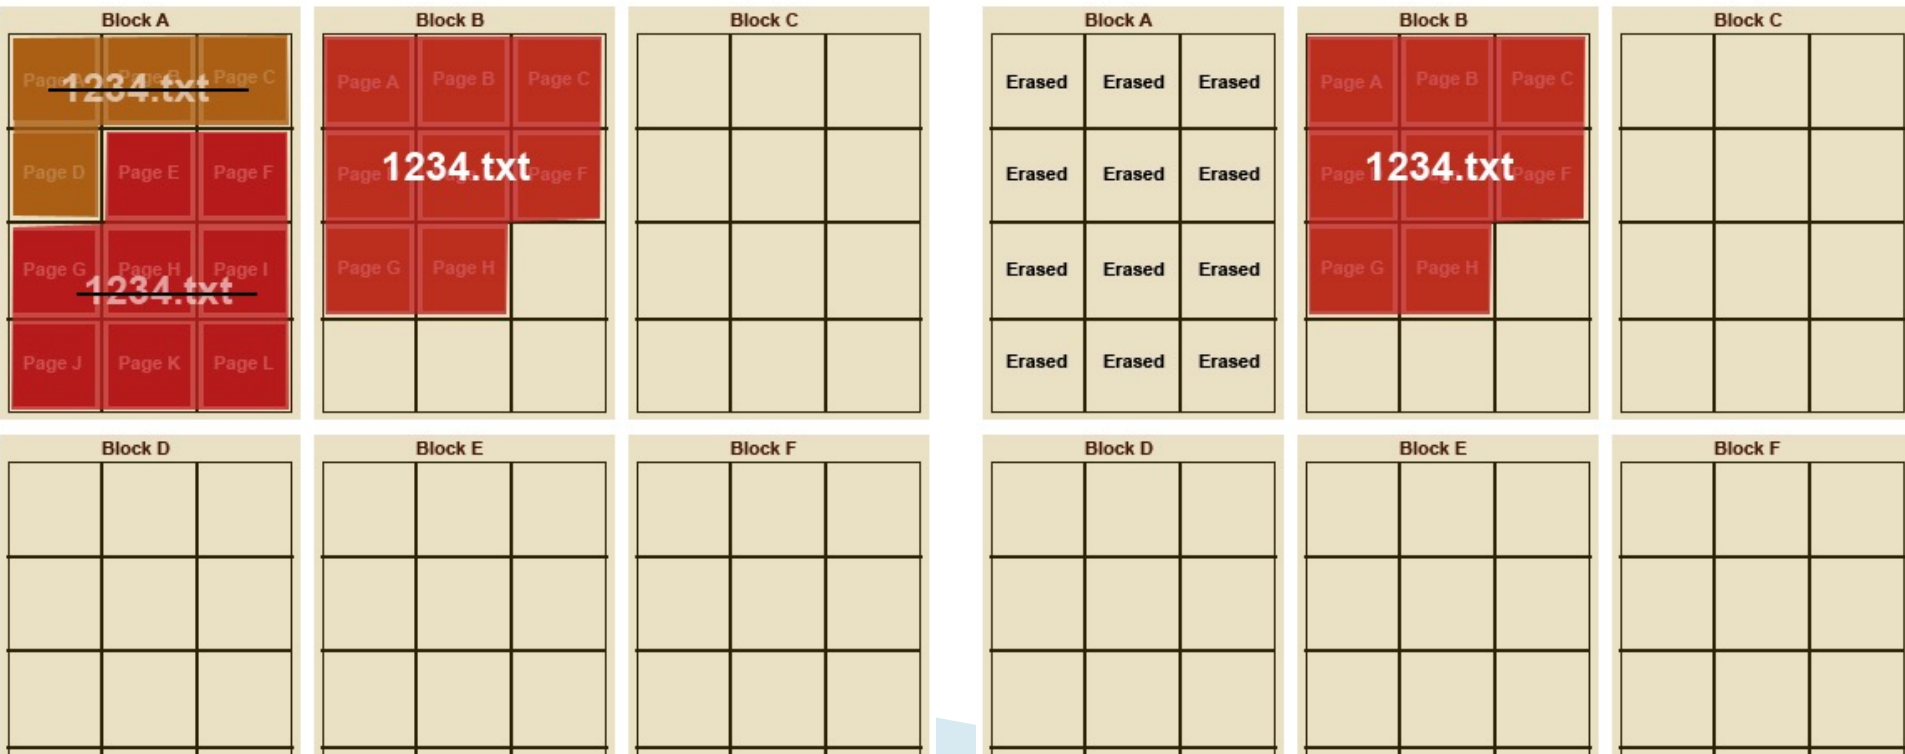 Block A
Block B
Block C
Page B Page C
1234.txt
Page D Page E Page F
Page G Page H Page I
1234.txt
Page J Page K Page L
Page A Page B Page C
1234.txt
Page F
Page G Page H
Block A
Block B
Block C
Erased Erased Erased
Erased Erased Erased
Erased Erased Erased
Erased Erased Erased
Page A Page B Page C
1234.txt
Page F
Page G Page H
Block D
Block E
Block F
Block D
Block E
Block F